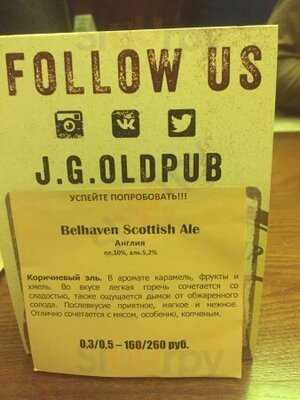 FOLLOW US
J.G.OLDPUB
УСПЕЙТЕ ПОПРОБОВАТЬ!!!
Belhaven Scottish Ale
Англия
пл.10%, алк.5,2%
Коричневый эль. В аромате карамель, фрукты и
хмель. Во вкусе легкая горечь сочетается со
сладостью, также ощущается дымок от обжаренного
солода. Послевкусие приятное, мягкое и нежное.
Отлично сочетается с мясом, особенно, копченым.
0,3/0,5 – 160/260 руб.